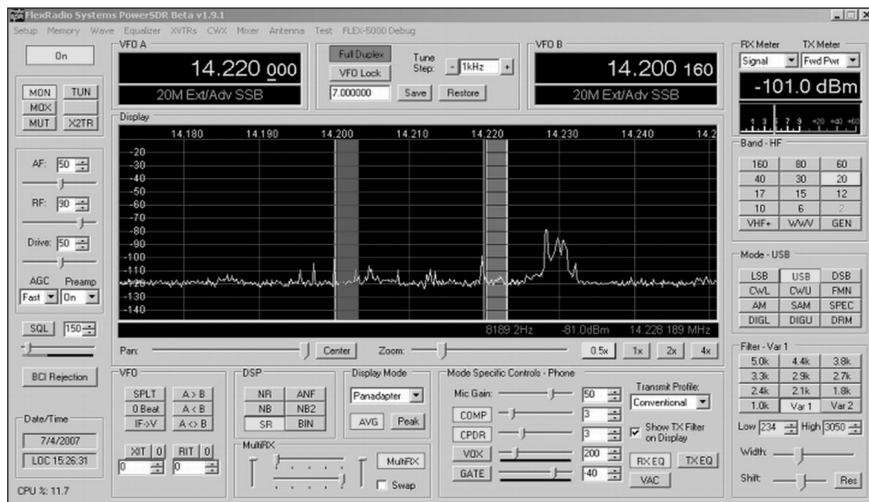 FlexRadio Systems PowerSDR Beta v1.9.1
Setup Memory Wave Equalizer XVTRs CWX Mixer Antenna Test FLEX-5000 Debug
On
VFO A
14.220 000
20M Ext/Adv SSB
Full Duplex
VFO Lock
7.000000
Tune Step:
- 1kHz +
Save Restore
VFO B
14.200 160
20M Ext/Adv SSB
RX Meter TX Meter
Signal Fwd Pwr
-101.0 dBm
1 3 5 7 9 +20 +40 +60
MON TUN
MOX
MUT X2TR
Display
14.180 14.190 14.200 14.210 14.220 14.230 14.240 14.2
-20
-30
-40
-50
-60
-70
-80
-90
-100
-110
-120
-130
-140
8189.2Hz -81.0dBm 14.228 189 MHz
AF: 50
RF: 90
Drive: 50
AGC Preamp
Fast On
SQL 150
BCI Rejection
Date/Time
7/4/2007
LOC 15:26:31
CPU %: 11.7
Pan: Center Zoom: 0.5x 1x 2x 4x
VFO
SPLT A > B
0 Beat A < B
IF->V A <> B
XIT 0 RIT 0
0 0
DSP
NR ANF
NB NB2
SR BIN
MultiRX
MultiRX
Swap
Display Mode
Panadapter
AVG Peak
Mode Specific Controls - Phone
Mic Gain: 50
COMP 3
CPDR 3
VOX 200
GATE -40
Transmit Profile:
Conventional
Show TX Filter on Display
RX EQ TX EQ
VAC
Band - HF
160 80 60
40 30 20
17 15 12
10 6 2
VHF+ WWV GEN
Mode - USB
LSB USB DSB
CWL CWU FMN
AM SAM SPEC
DIGL DIGU DRM
Filter - Var 1
5.0k 4.4k 3.8k
3.3k 2.9k 2.7k
2.4k 2.1k 1.8k
1.0k Var 1 Var 2
Low 234 High 3050
Width:
Shift: Res